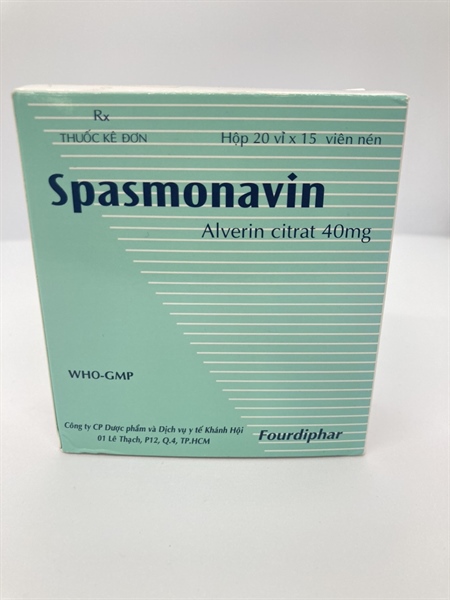 Rx
THUỐC KÊ ĐƠN
Hộp 20 vỉ x 15 viên nén
Spasmonavin
Alverin citrat 40mg
WHO-GMP
Công ty CP Dược phẩm và Dịch vụ y tế Khánh Hội
01 Lê Thạch, P12, Q.4, TP.HCM
Fourdiphar